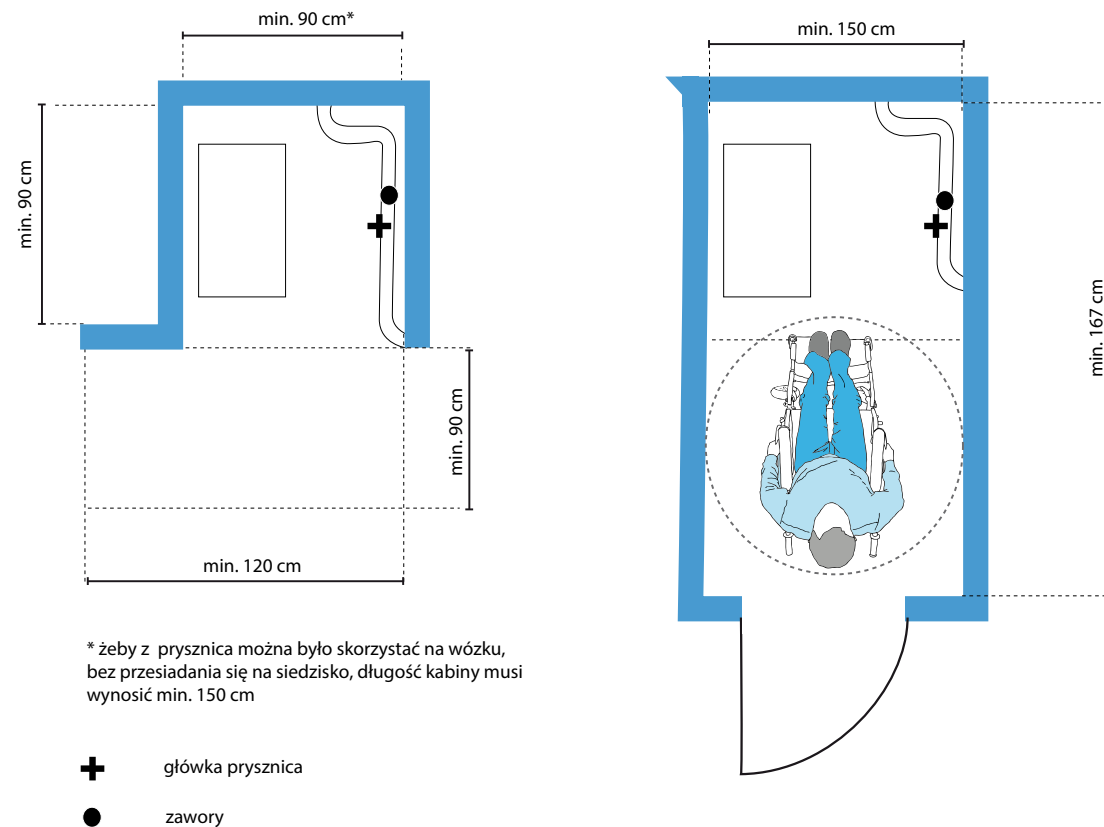 min. 90 cm*
min. 150 cm
min. 90 cm
min. 167 cm
min. 90 cm
min. 120 cm
* żeby z prysznica można było skorzystać na wózku,
bez przesiadania się na siedzisko, długość kabiny musi
wynosić min. 150 cm
główka prysznica
zawory